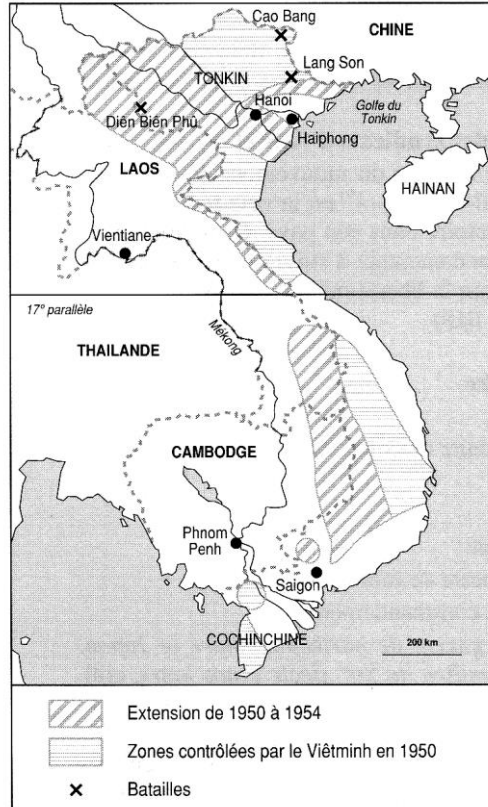 Cao Bang
CHINE
Lang Son
TONKIN
Hanoi
Golfe du
Tonkin
Diên Biên Phû
Haiphong
LAOS
HAINAN
Vientiane
17° parallèle
THAILANDE
Mékong
CAMBODGE
Phnom
Penh
Saigon
COCHINCHINE
200 km
Extension de 1950 à 1954
Zones contrôlées par le Viêtminh en 1950
Batailles